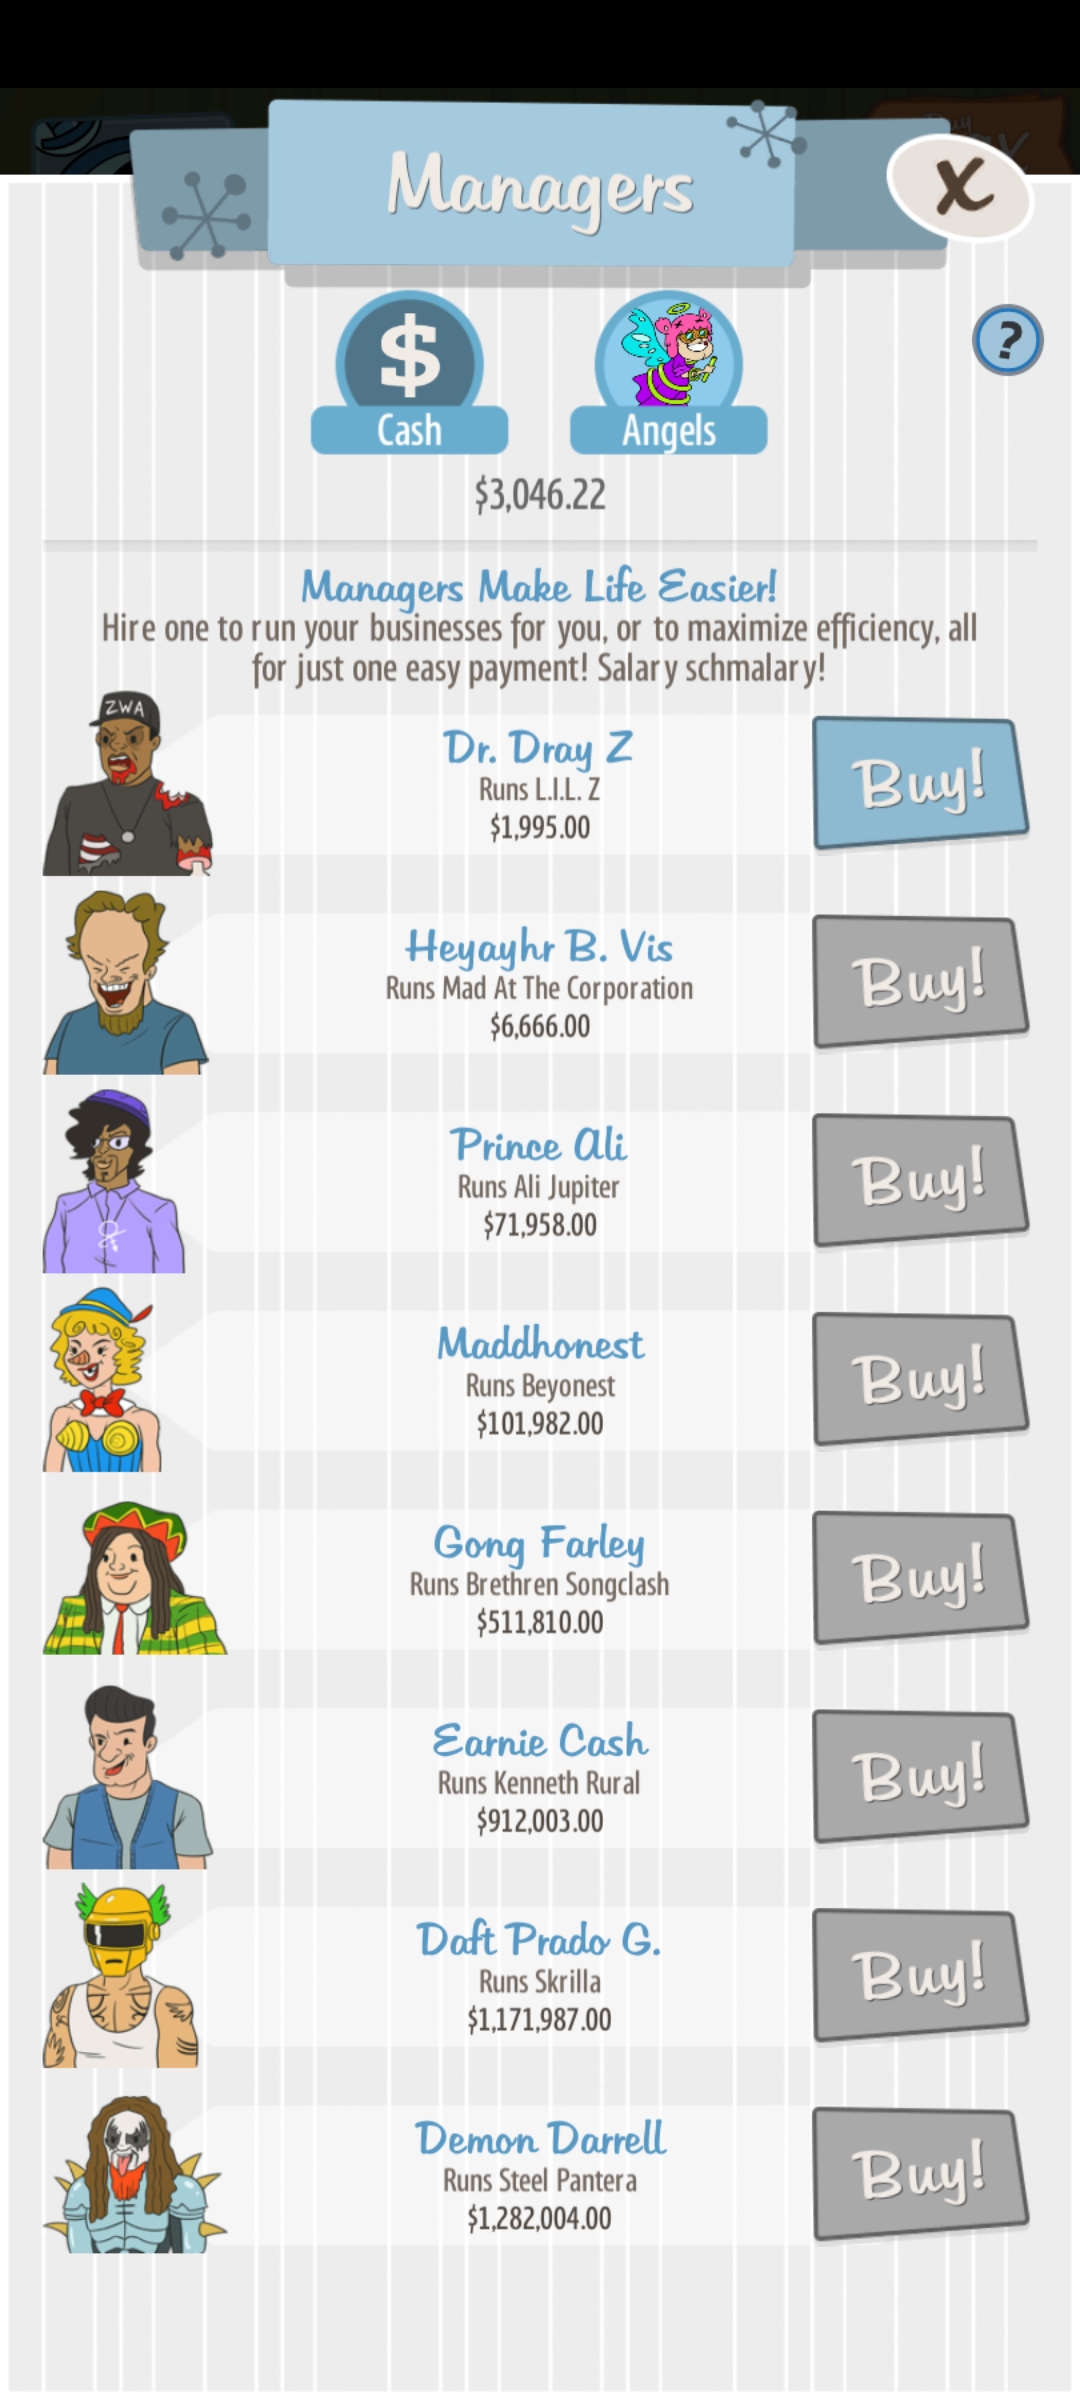 Managers
X
$
?
Cash
Angels
$3,046.22
Managers Make Life Easier!
Hire one to run your businesses for you, or to maximize efficiency, all
for just one easy payment! Salary schmalary!
ZWA
Dr. Dray Z
Runs L.I.L. Z
$1,995.00
Buy!
Heyayhr B. Vis
Runs Mad At The Corporation
$6,666.00
Buy!
Prince Ali
Runs Ali Jupiter
$71,958.00
Buy!
Maddhonest
Runs Beyonest
$101,982.00
Buy!
Gong Farley
Runs Brethren Songclash
$511,810.00
Buy!
Earnie Cash
Runs Kenneth Rural
$912,003.00
Buy!
Daft Prado G.
Runs Skrilla
$1,171,987.00
Buy!
Demon Darrell
Runs Steel Pantera
$1,282,004.00
Buy!